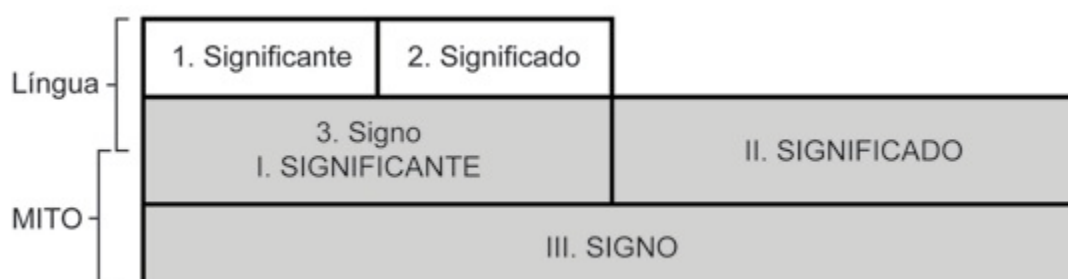 1. Significante
2. Significado
Língua
3. Signo
I. SIGNIFICANTE
II. SIGNIFICADO
MITO
III. SIGNO